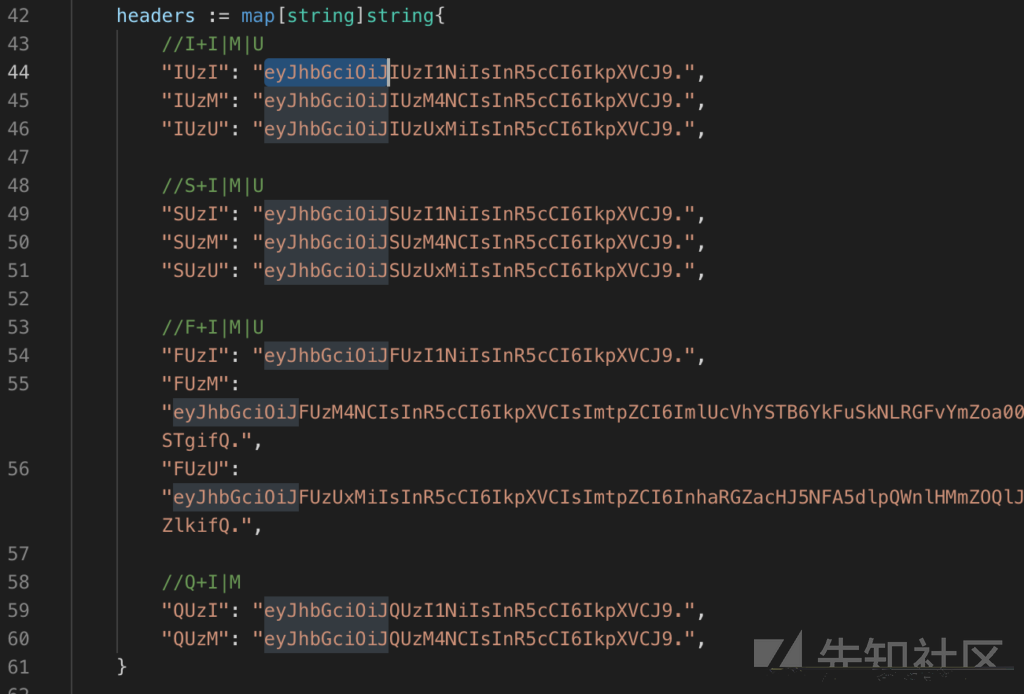 42 headers := map[string]string{
43 //I+I|M|U
44 "IUzI": "eyJhbGciOiJIUzI1NiIsInR5cCI6IkpXVCJ9.",
45 "IUzM": "eyJhbGciOiJIUzM4NCIsInR5cCI6IkpXVCJ9.",
46 "IUzU": "eyJhbGciOiJIUzUxMiIsInR5cCI6IkpXVCJ9.",
47
48 //S+I|M|U
49 "SUzI": "eyJhbGciOiJSUzI1NiIsInR5cCI6IkpXVCJ9.",
50 "SUzM": "eyJhbGciOiJSUzM4NCIsInR5cCI6IkpXVCJ9.",
51 "SUzU": "eyJhbGciOiJSUzUxMiIsInR5cCI6IkpXVCJ9.",
52
53 //F+I|M|U
54 "FUzI": "eyJhbGciOiJFUzI1NiIsInR5cCI6IkpXVCJ9.",
55 "FUzM":
"eyJhbGciOiJFUzM4NCIsInR5cCI6IkpXVCIsImtpZCI6ImlUcVhYSTB6YkFuSkNLRGFvYmZoa00
STgifQ.",
56 "FUzU":
"eyJhbGciOiJFUzUxMiIsInR5cCI6IkpXVCIsImtpZCI6InhaRGZacHJ5NFA5dlpQWnlHMmZOQlJ
ZlkifQ.",
57
58 //Q+I|M
59 "QUzI": "eyJhbGciOiJQUzI1NiIsInR5cCI6IkpXVCJ9.",
60 "QUzM": "eyJhbGciOiJQUzM4NCIsInR5cCI6IkpXVCJ9.",
61 }
先知社区